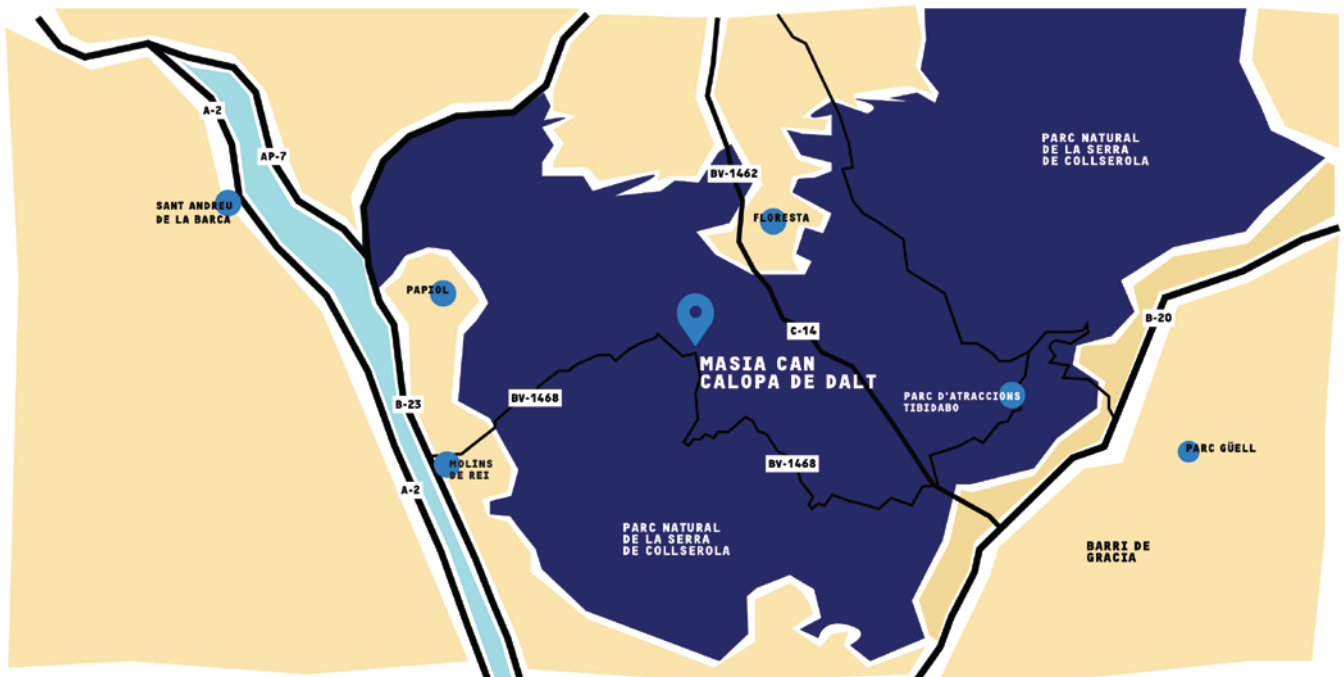 A-2
AP-7
SANT ANDREU
DE LA BARCA
PAPIOL
BV-1462
FLORESTA
PARC NATURAL
DE LA SERRA
DE COLLSEROLA
B-20
C-14
MASIA CAN
CALOPA DE DALT
BV-1468
B-23
PARC D'ATRACCIONS
TIBIDABO
MOLINS
DE REI
A-2
BV-1468
PARC GÜELL
PARC NATURAL
DE LA SERRA
DE COLLSEROLA
BARRI DE
GRACIA